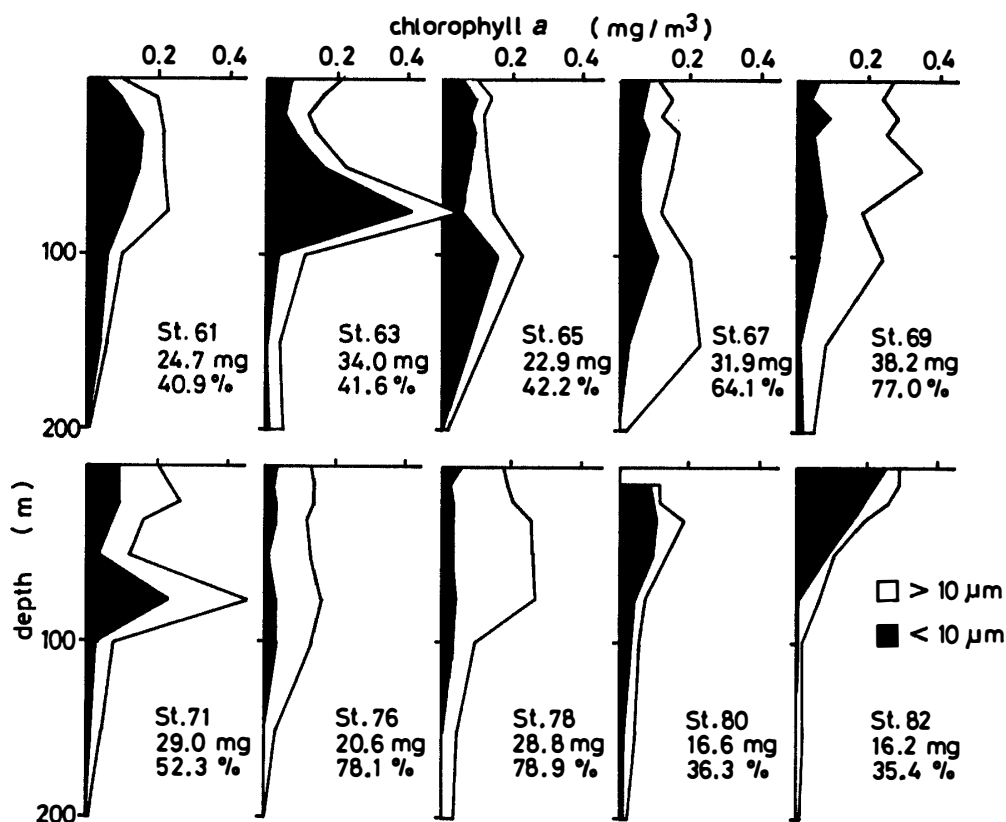 chlorophyll a (mg/m³)
0.2 0.4 0.2 0.4 0.2 0.4 0.2 0.4 0.2 0.4
100
St. 61
24.7 mg
40.9 %
St. 63
34.0 mg
41.6 %
St. 65
22.9 mg
42.2 %
St. 67
31.9 mg
64.1 %
St. 69
38.2 mg
77.0 %
200
depth (m)
100
St. 71
29.0 mg
52.3 %
St. 76
20.6 mg
78.1 %
St. 78
28.8 mg
78.9 %
St. 80
16.6 mg
36.3 %
St. 82
16.2 mg
35.4 %
> 10 µm
< 10 µm
200